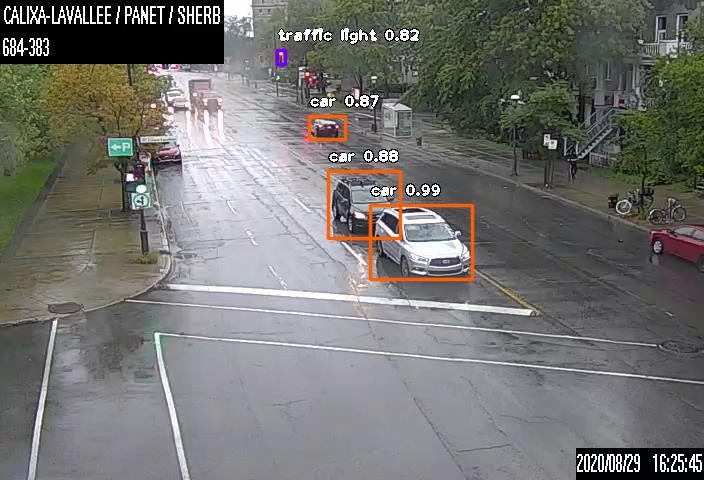 CALIXA-LAVALLEE / PANET / SHERB
684-383
traffic light 0.82
car 0.87
car 0.88
car 0.99
P
2020/08/29 16:25:45